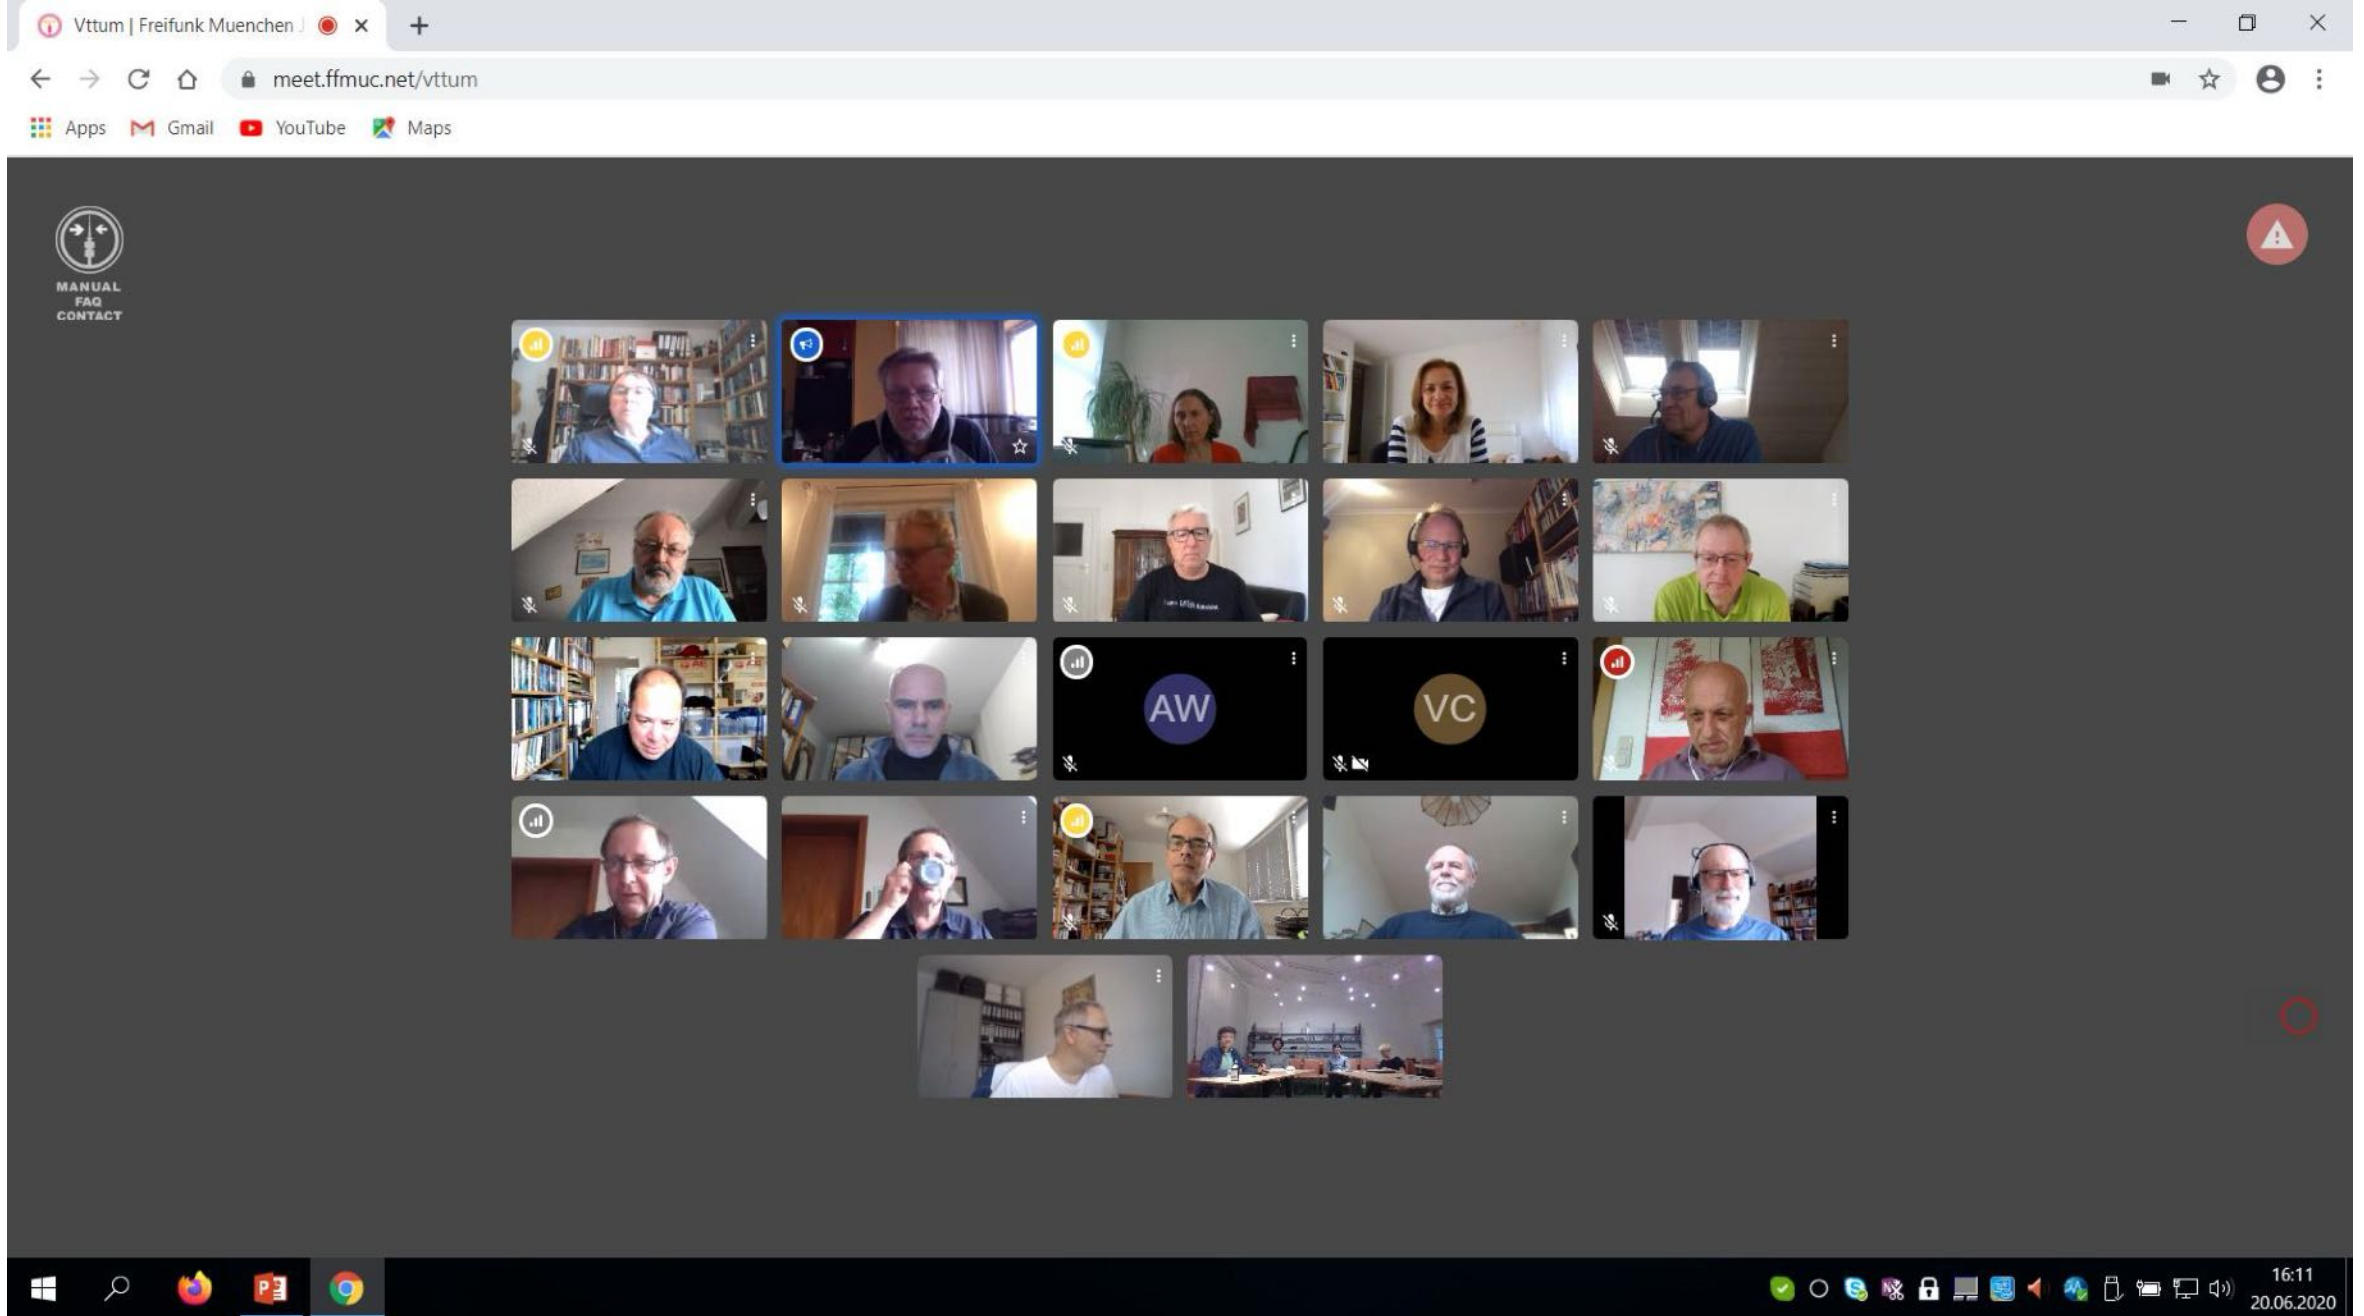 Vttum | Freifunk Muenchen J
meet.ffmuc.net/vttum
Apps Gmail YouTube Maps
MANUAL
FAQ
CONTACT
AW
VC
16:11
20.06.2020